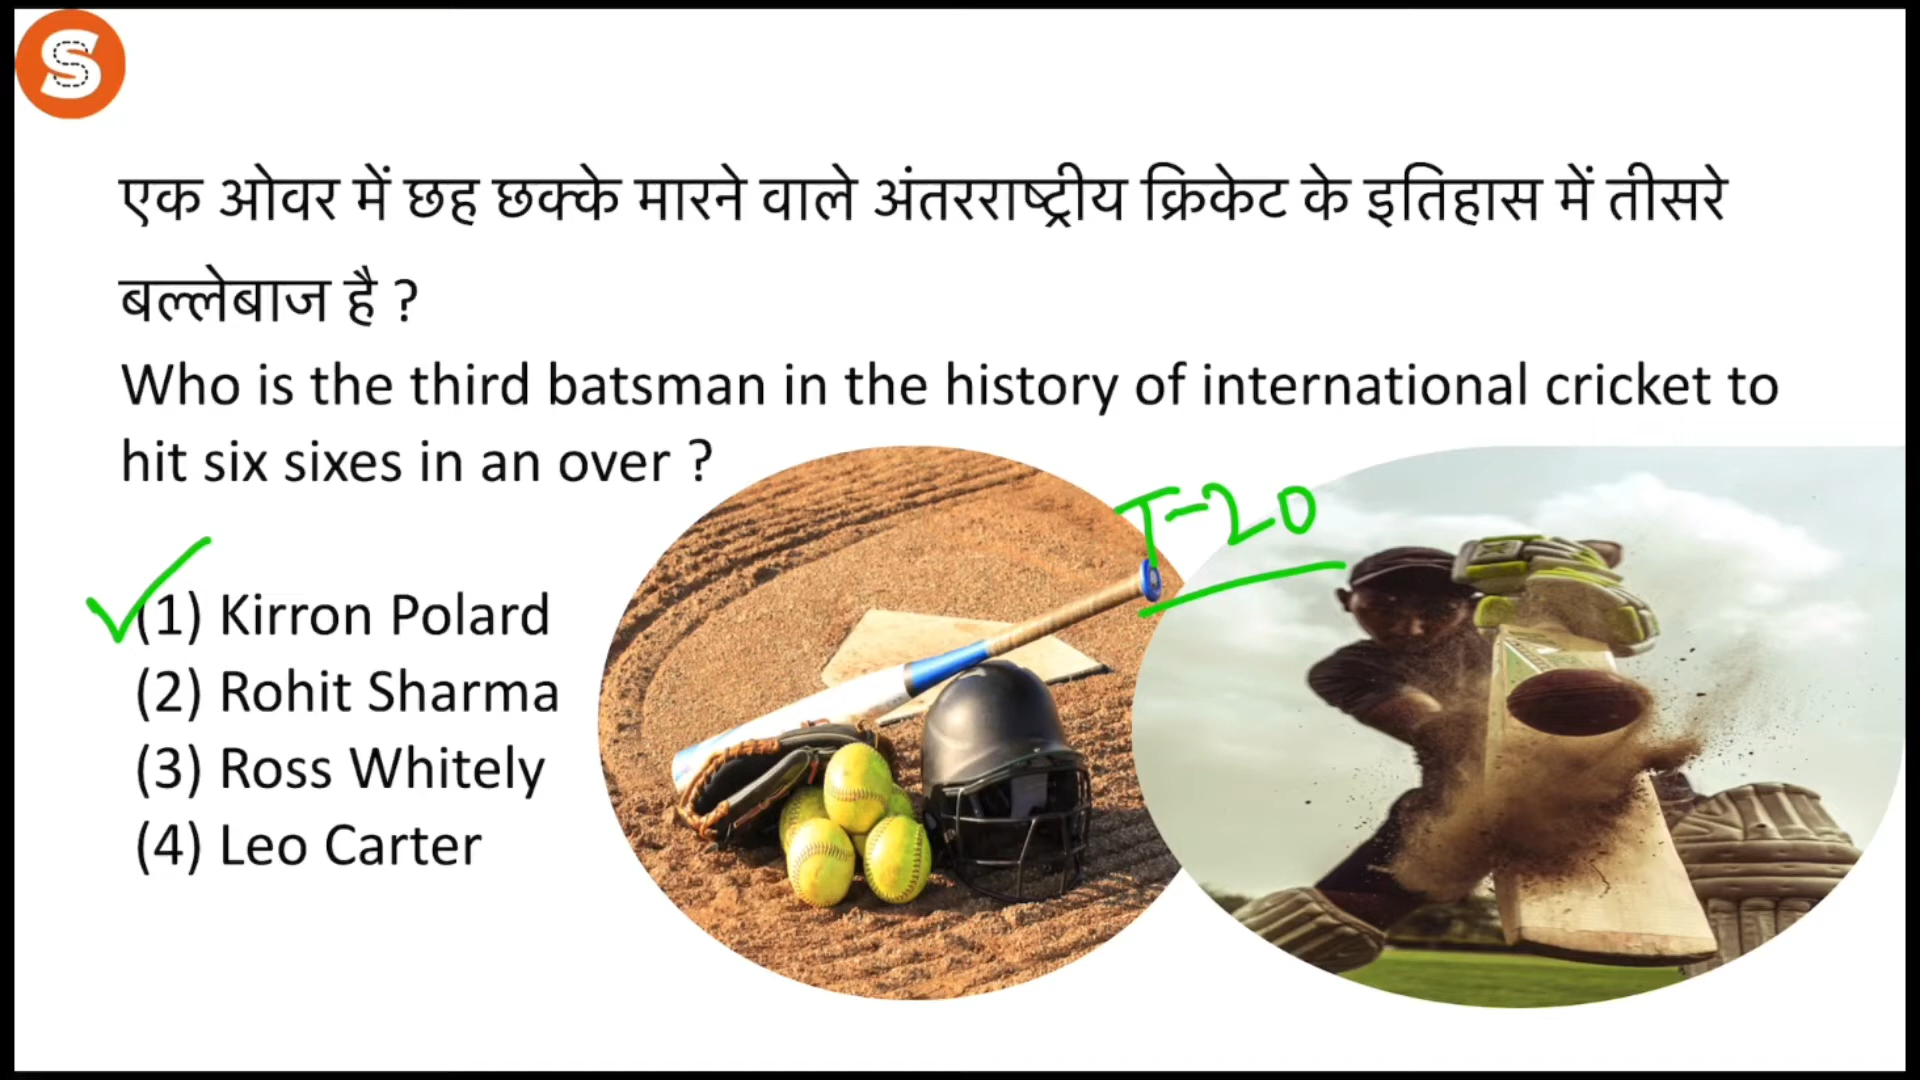 S
एक ओवर में छह छक्के मारने वाले अंतरराष्ट्रीय क्रिकेट के इतिहास में तीसरे
बल्लेबाज है ?
Who is the third batsman in the history of international cricket to
hit six sixes in an over ?
T-20
(1) Kirron Polard
(2) Rohit Sharma
(3) Ross Whitely
(4) Leo Carter